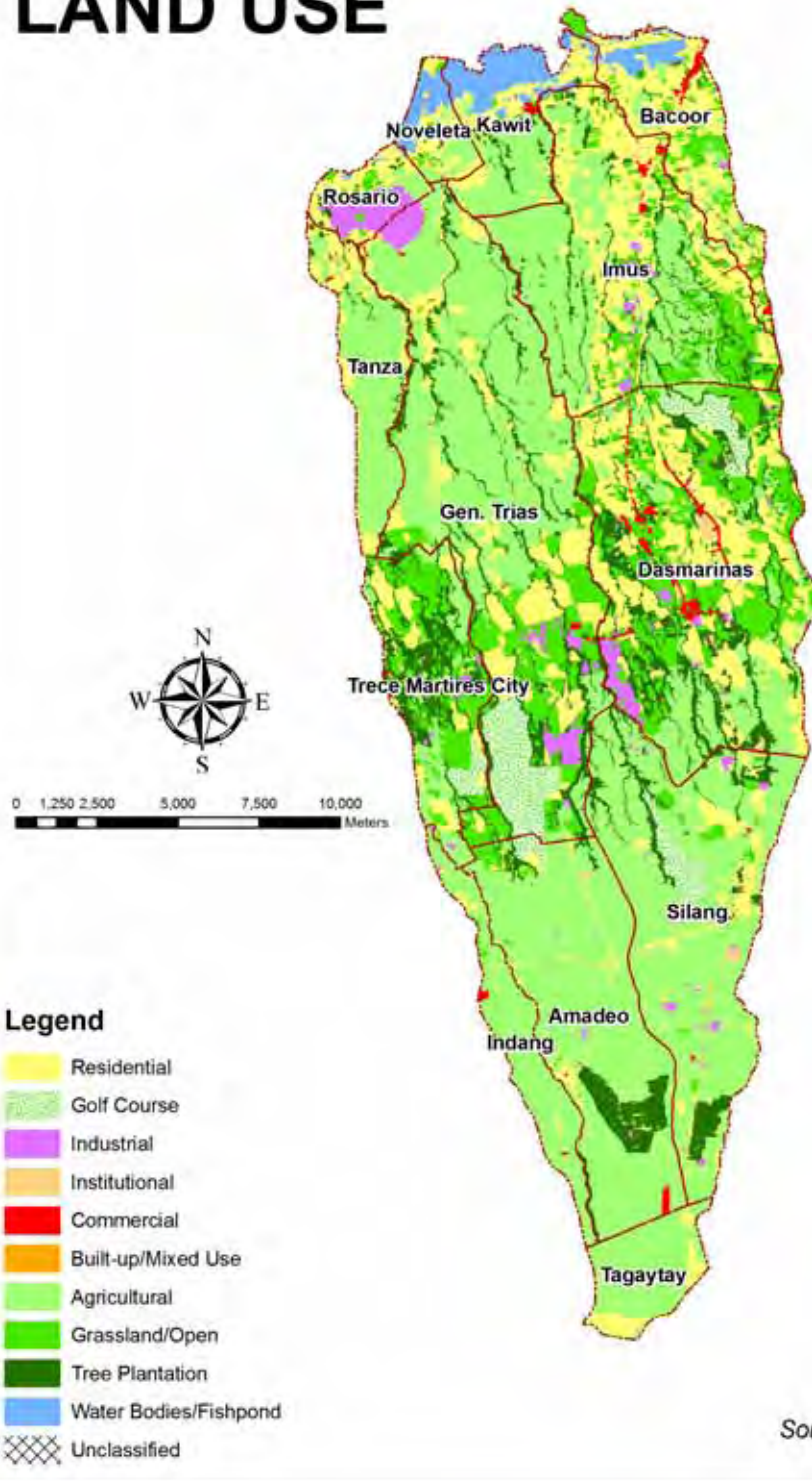 LAND USE
Noveleta
Kawit
Bacoor
Rosario
Imus
Tanza
Gen. Trias
Dasmarinas
Trece Martires City
N
W
E
S
0 1,250 2,500 5,000 7,500 10,000
Meters
Silang
Amadeo
Indang
Tagaytay
Legend
Residential
Golf Course
Industrial
Institutional
Commercial
Built-up/Mixed Use
Agricultural
Grassland/Open
Tree Plantation
Water Bodies/Fishpond
Unclassified